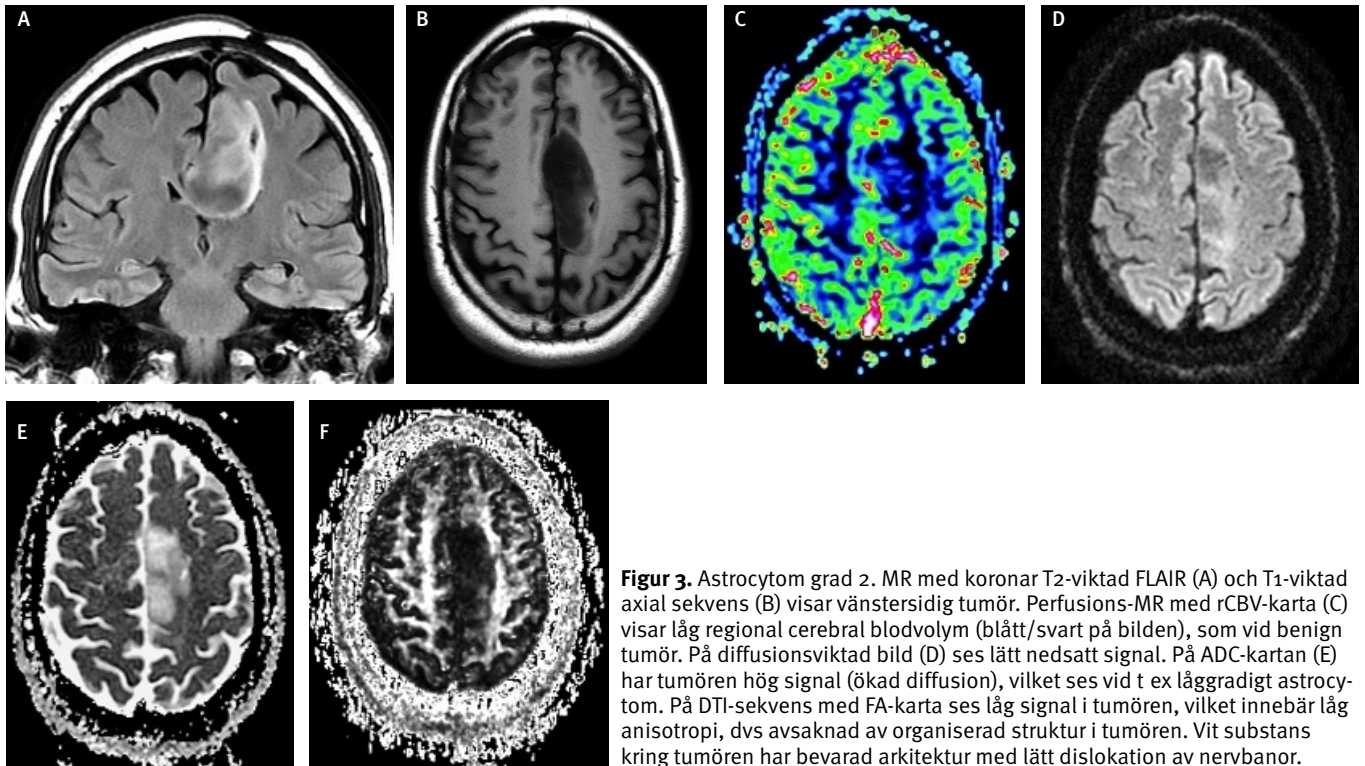 A
B
C
D
E
F
Figur 3. Astrocytom grad 2. MR med koronar T2-viktad FLAIR (A) och T1-viktad
axial sekvens (B) visar vänstersidig tumör. Perfusions-MR med rCBV-karta (C)
visar låg regional cerebral blodvolym (blått/svart på bilden), som vid benign
tumör. På diffusionsviktad bild (D) ses lätt nedsatt signal. På ADC-kartan (E)
har tumören hög signal (ökad diffusion), vilket ses vid t ex låggradigt astrocy-
tom. På DTI-sekvens med FA-karta ses låg signal i tumören, vilket innebär låg
anisotropi, dvs avsaknad av organiserad struktur i tumören. Vit substans
kring tumören har bevarad arkitektur med lätt dislokation av nervbanor.